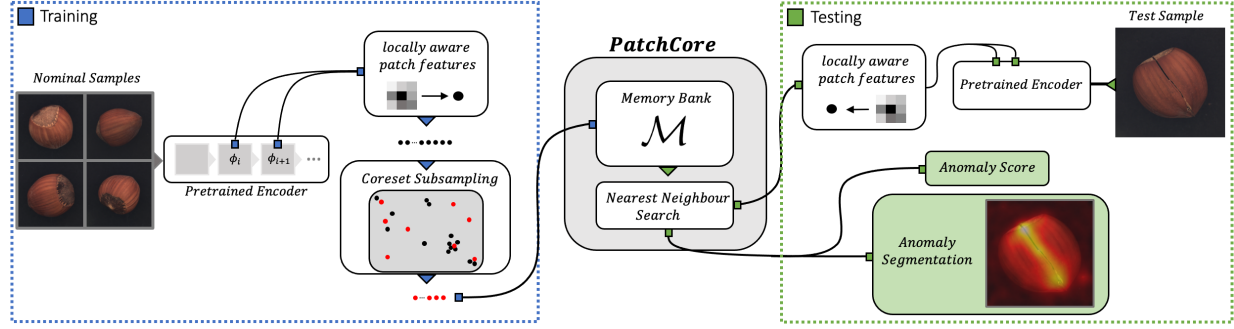 Training
Nominal Samples
ϕᵢ
ϕᵢ₊₁
Pretrained Encoder
locally aware
patch features
Coreset Subsampling
PatchCore
Memory Bank
ℳ
Nearest Neighbour
Search
Testing
locally aware
patch features
Pretrained Encoder
Test Sample
Anomaly Score
Anomaly
Segmentation